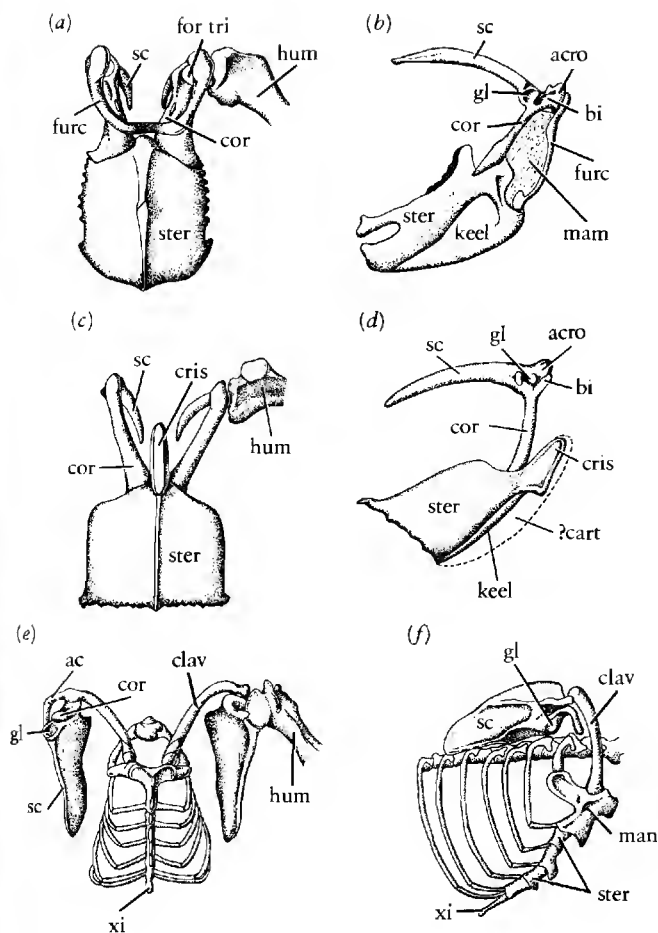 (a)
for tri
sc
hum
furc
cor
ster
(b)
sc
acro
gl
bi
cor
furc
ster
keel
mam
(c)
sc
cris
cor
hum
ster
(d)
gl
acro
sc
bi
cor
cris
ster
?cart
keel
(e)
ac
cor
clav
gl
sc
hum
xi
(f)
gl
clav
sc
man
ster
xi